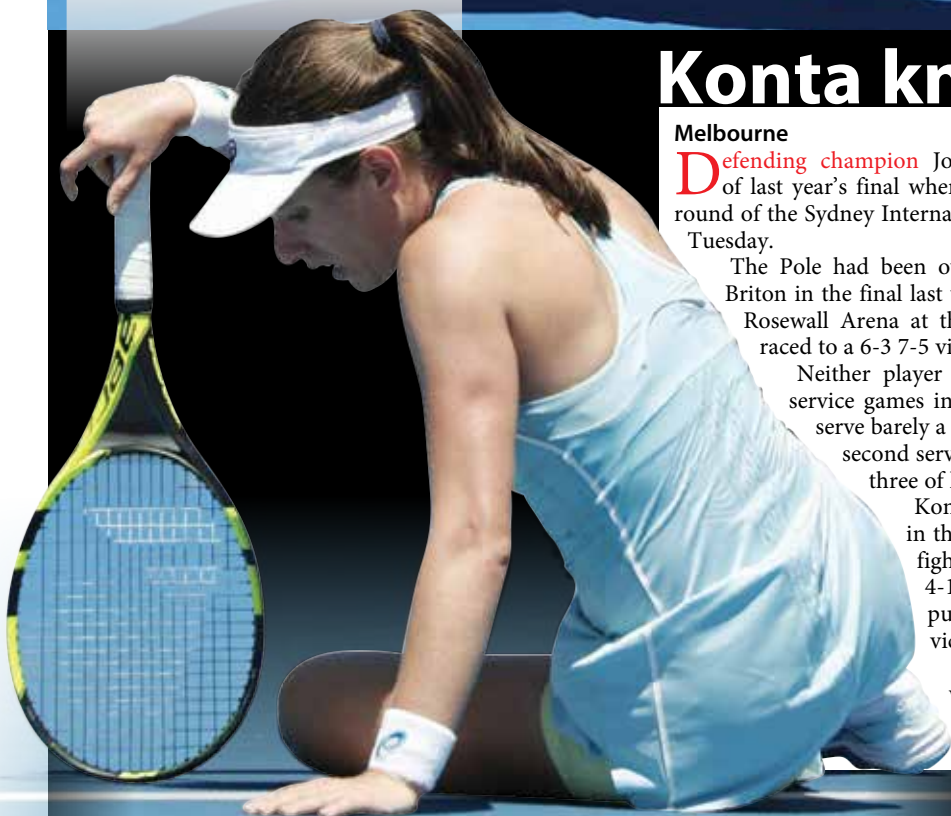 Konta kn
Melbourne
Defending champion Jo
of last year's final when
round of the Sydney Interna
Tuesday.
The Pole had been o
Briton in the final last
Rosewall Arena at th
raced to a 6-3 7-5 vi
Neither player
service games in
serve barely a
second serv
three of
Kon
in th
figh
4-1
pu
vic